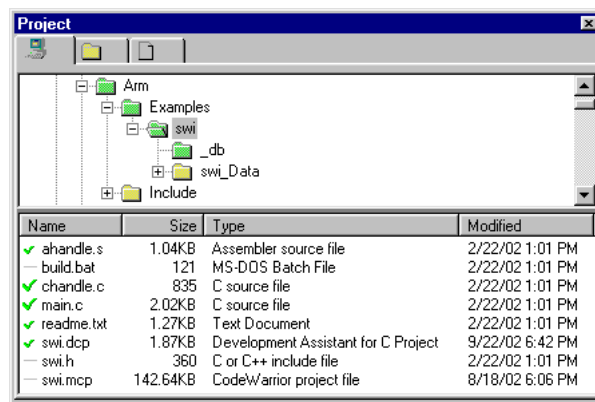 Project
Arm
Examples
swi
_db
swi_Data
Include
Name Size Type Modified
ahandle.s 1.04KB Assembler source file 2/22/02 1:01 PM
build.bat 121 MS-DOS Batch File 2/22/02 1:01 PM
chandle.c 835 C source file 2/22/02 1:01 PM
main.c 2.02KB C source file 2/22/02 1:01 PM
readme.txt 1.27KB Text Document 2/22/02 1:01 PM
swi.dcp 1.87KB Development Assistant for C Project 9/22/02 6:42 PM
swi.h 360 C or C++ include file 2/22/02 1:01 PM
swi.mcp 142.64KB CodeWarrior project file 8/18/02 6:06 PM